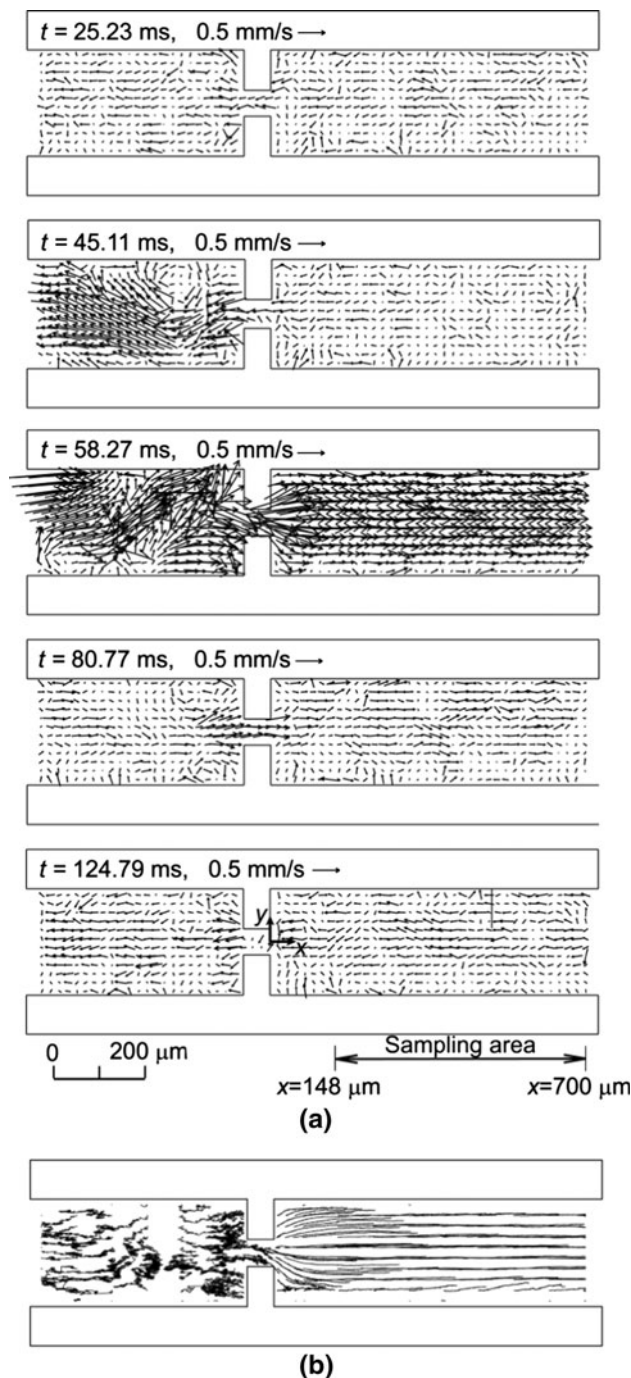 t = 25.23 ms, 0.5 mm/s
t = 45.11 ms, 0.5 mm/s
t = 58.27 ms, 0.5 mm/s
t = 80.77 ms, 0.5 mm/s
t = 124.79 ms, 0.5 mm/s
y
x
0 200 μm
Sampling area
x=148 μm x=700 μm
(a)
(b)